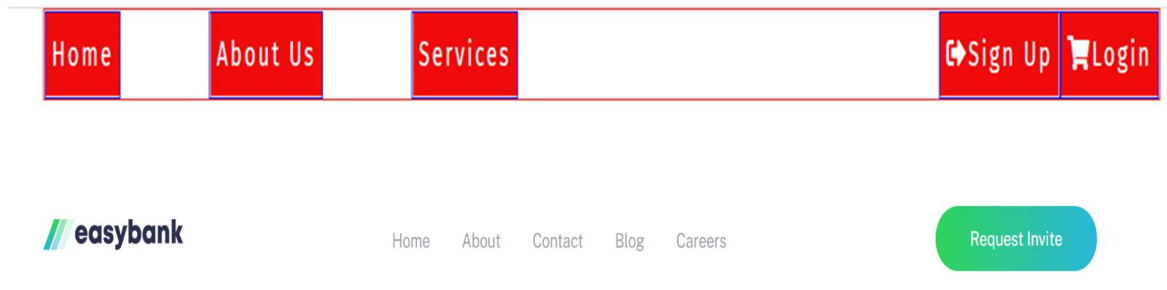 Home About Us Services Sign Up Login
easybank Home About Contact Blog Careers Request Invite